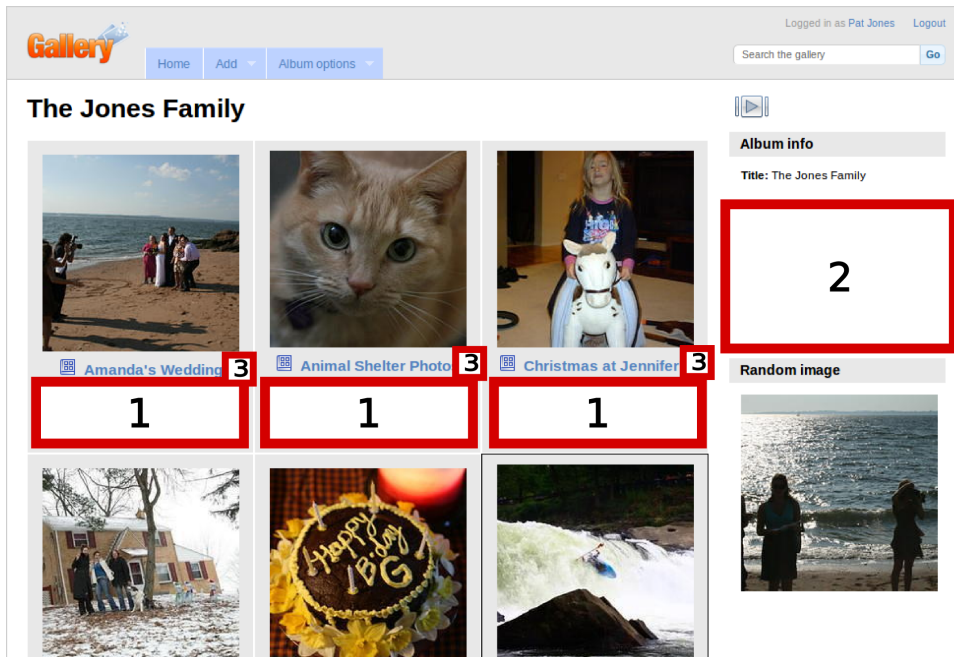 Logged in as Pat Jones Logout
Gallery
Home Add Album options
Search the gallery Go
The Jones Family
Album info
Title: The Jones Family
2
Amanda's Wedding 3
Animal Shelter Photo 3
Christmas at Jennifer 3
1
1
1
Random image
Happy
B'day
G